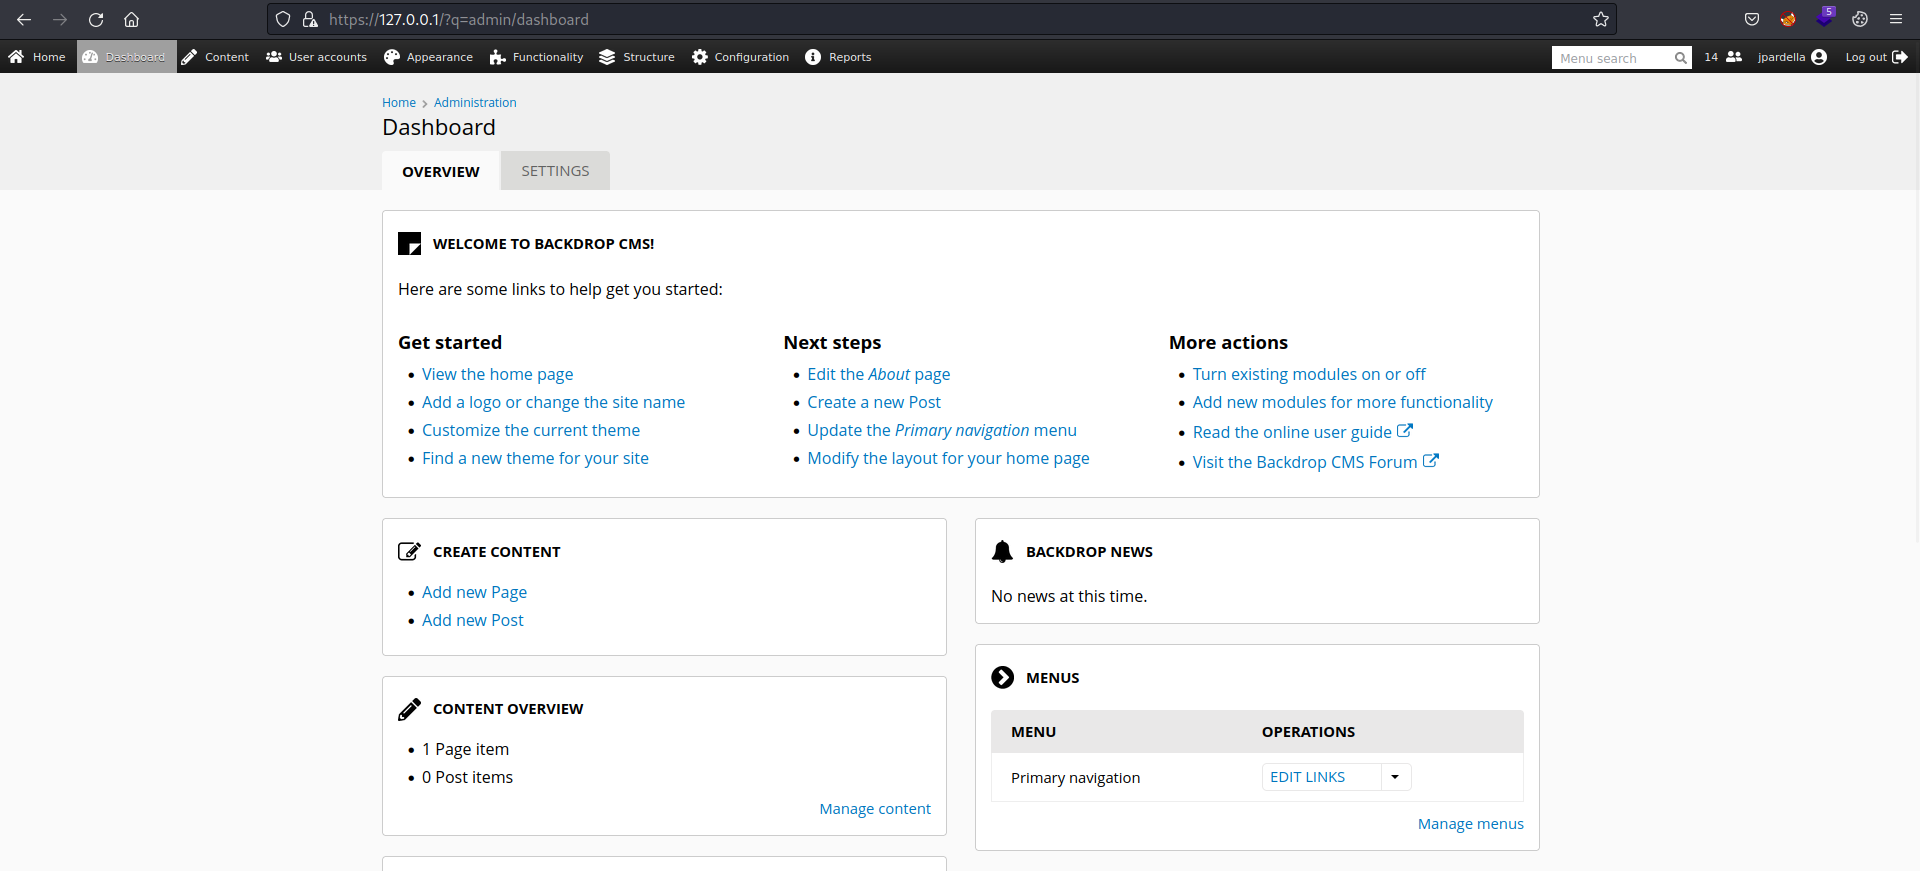 https://127.0.0.1/?q=admin/dashboard
5
Home Dashboard Content User accounts Appearance Functionality Structure Configuration Reports Menu search 14 jpardella Log out
Home Administration
Dashboard
OVERVIEW SETTINGS
WELCOME TO BACKDROP CMS!
Here are some links to help get you started:
Get started
View the home page
Add a logo or change the site name
Customize the current theme
Find a new theme for your site
Next steps
Edit the About page
Create a new Post
Update the Primary navigation menu
Modify the layout for your home page
More actions
Turn existing modules on or off
Add new modules for more functionality
Read the online user guide
Visit the Backdrop CMS Forum
CREATE CONTENT
Add new Page
Add new Post
CONTENT OVERVIEW
1 Page item
0 Post items
Manage content
BACKDROP NEWS
No news at this time.
MENUS
MENU OPERATIONS
Primary navigation EDIT LINKS
Manage menus